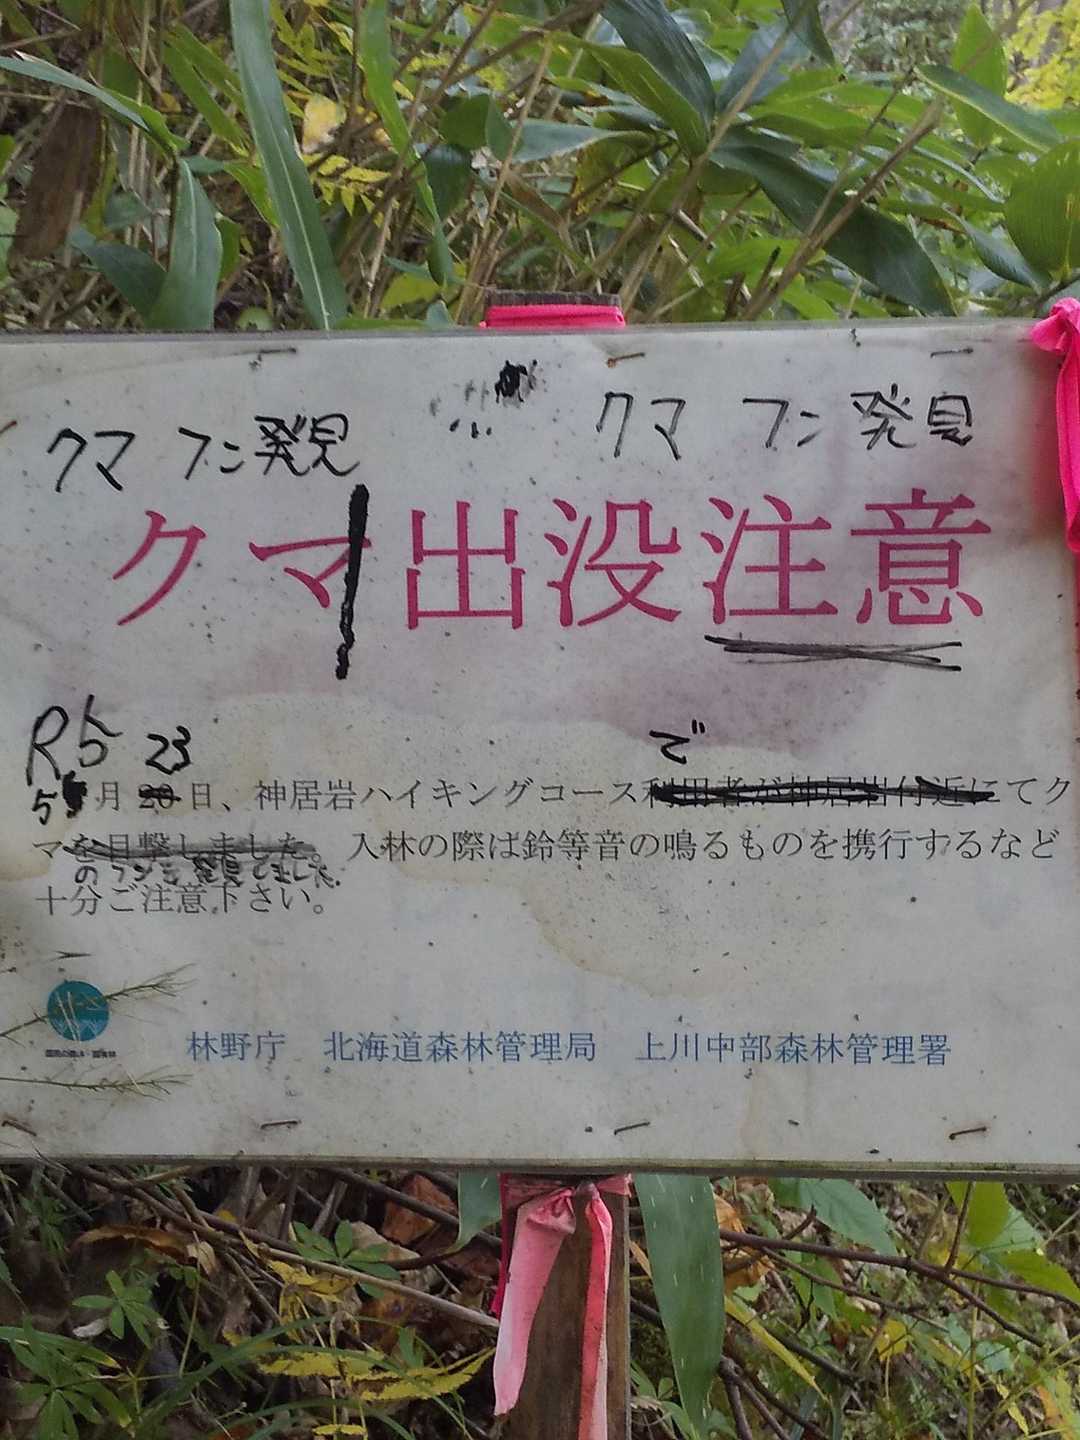 クマ フン発見 クマ フン発見
クマ出没注意
R5 23 で
5月20日、神居岩ハイキングコース利用者が神居岩付近にてク
マを目撃しました。入林の際は鈴等音の鳴るものを携行するなど
のフンを発見しました。
十分ご注意下さい。
林野庁 北海道森林管理局 上川中部森林管理署